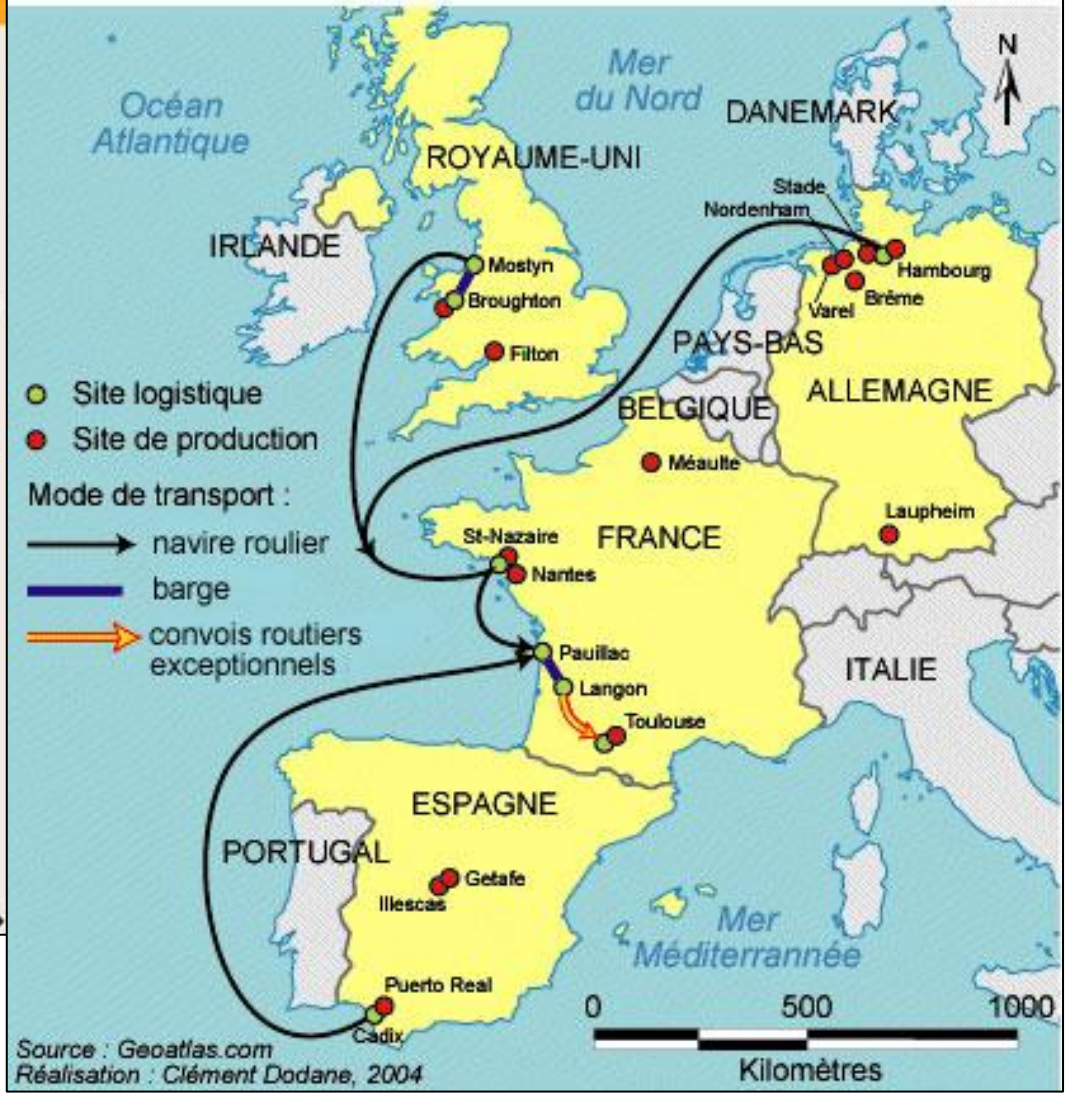 N
Mer
du Nord
Océan
Atlantique
DANEMARK
ROYAUME-UNI
Stade
Nordenham
IRLANDE
Mostyn
Hambourg
Broughton
Varel
Brême
PAYS-BAS
Filton
ALLEMAGNE
BELGIQUE
Site logistique
Site de production
Méaulte
Mode de transport :
navire roulier
barge
convois routiers
exceptionnels
Laupheim
St-Nazaire
FRANCE
Nantes
Pauillac
ITALIE
Langon
Toulouse
ESPAGNE
PORTUGAL
Getafe
Illescas
Mer
Méditerrannée
Puerto Real
Cadix
0 500 1000
Kilomètres
Source : Geoatlas.com
Réalisation : Clément Dodane, 2004